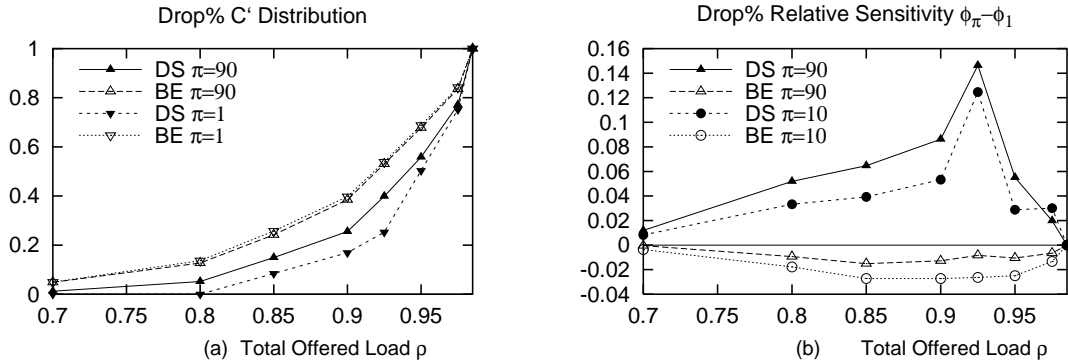 Drop% C‘ Distribution
1
0.8
0.6
0.4
0.2
0
DS π=90
BE π=90
DS π=1
BE π=1
0.7 0.75 0.8 0.85 0.9 0.95
(a) Total Offered Load ρ
Drop% Relative Sensitivity ϕπ−ϕ1
0.16
0.14
0.12
0.10
0.08
0.06
0.04
0.02
0
-0.02
-0.04
DS π=90
BE π=90
DS π=10
BE π=10
0.7 0.75 0.8 0.85 0.9 0.95
(b) Total Offered Load ρ